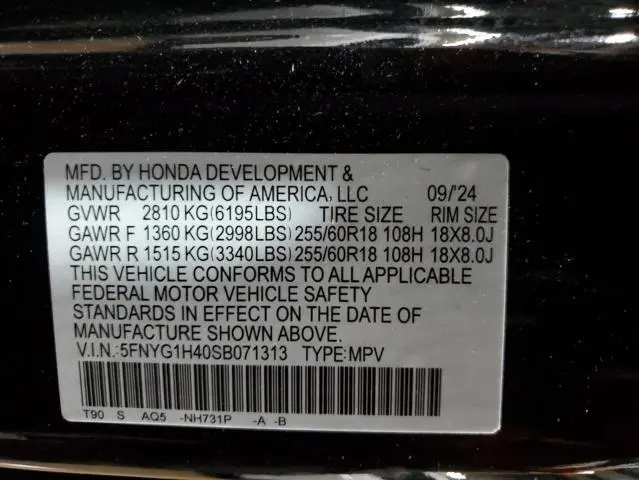 MFD. BY HONDA DEVELOPMENT &
MANUFACTURING OF AMERICA, LLC 09/'24
GVWR 2810 KG(6195LBS) TIRE SIZE RIM SIZE
GAWR F 1360 KG(2998LBS) 255/60R18 108H 18X8.0J
GAWR R 1515 KG(3340LBS) 255/60R18 108H 18X8.0J
THIS VEHICLE CONFORMS TO ALL APPLICABLE
FEDERAL MOTOR VEHICLE SAFETY
STANDARDS IN EFFECT ON THE DATE OF
MANUFACTURE SHOWN ABOVE.
V.I.N.:5FNYG1H40SB071313 TYPE:MPV
T90 S AQ5 -NH731P -A -B